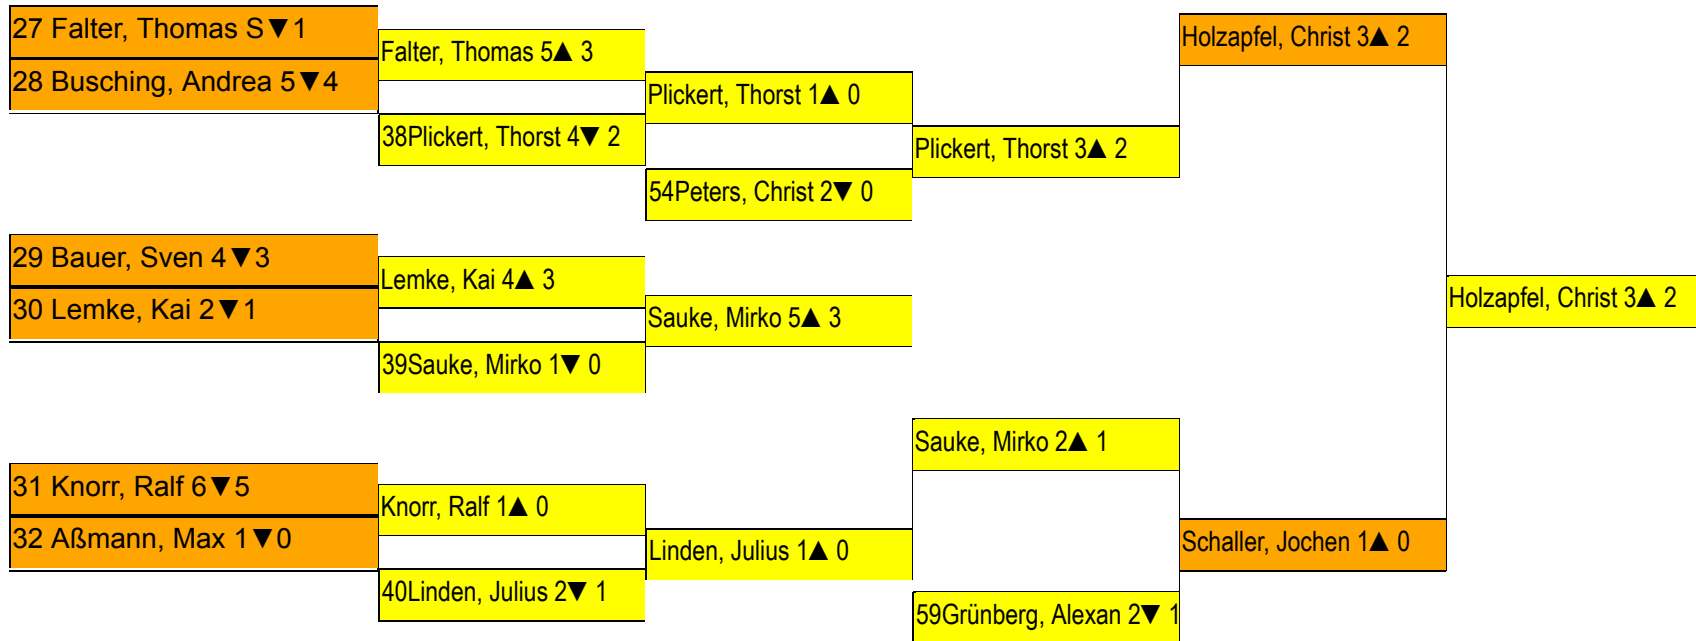 27 Falter, Thomas S▼1
28 Busching, Andrea 5▼4
Falter, Thomas 5▲ 3
38Plickert, Thorst 4▼ 2
Plickert, Thorst 1▲ 0
54Peters, Christ 2▼ 0
Plickert, Thorst 3▲ 2
Holzapfel, Christ 3▲ 2
29 Bauer, Sven 4▼3
30 Lemke, Kai 2▼1
Lemke, Kai 4▲ 3
39Sauke, Mirko 1▼ 0
Sauke, Mirko 5▲ 3
Holzapfel, Christ 3▲ 2
31 Knorr, Ralf 6▼5
32 Aßmann, Max 1▼0
Knorr, Ralf 1▲ 0
40Linden, Julius 2▼ 1
Linden, Julius 1▲ 0
Sauke, Mirko 2▲ 1
59Grünberg, Alexan 2▼ 1
Schaller, Jochen 1▲ 0